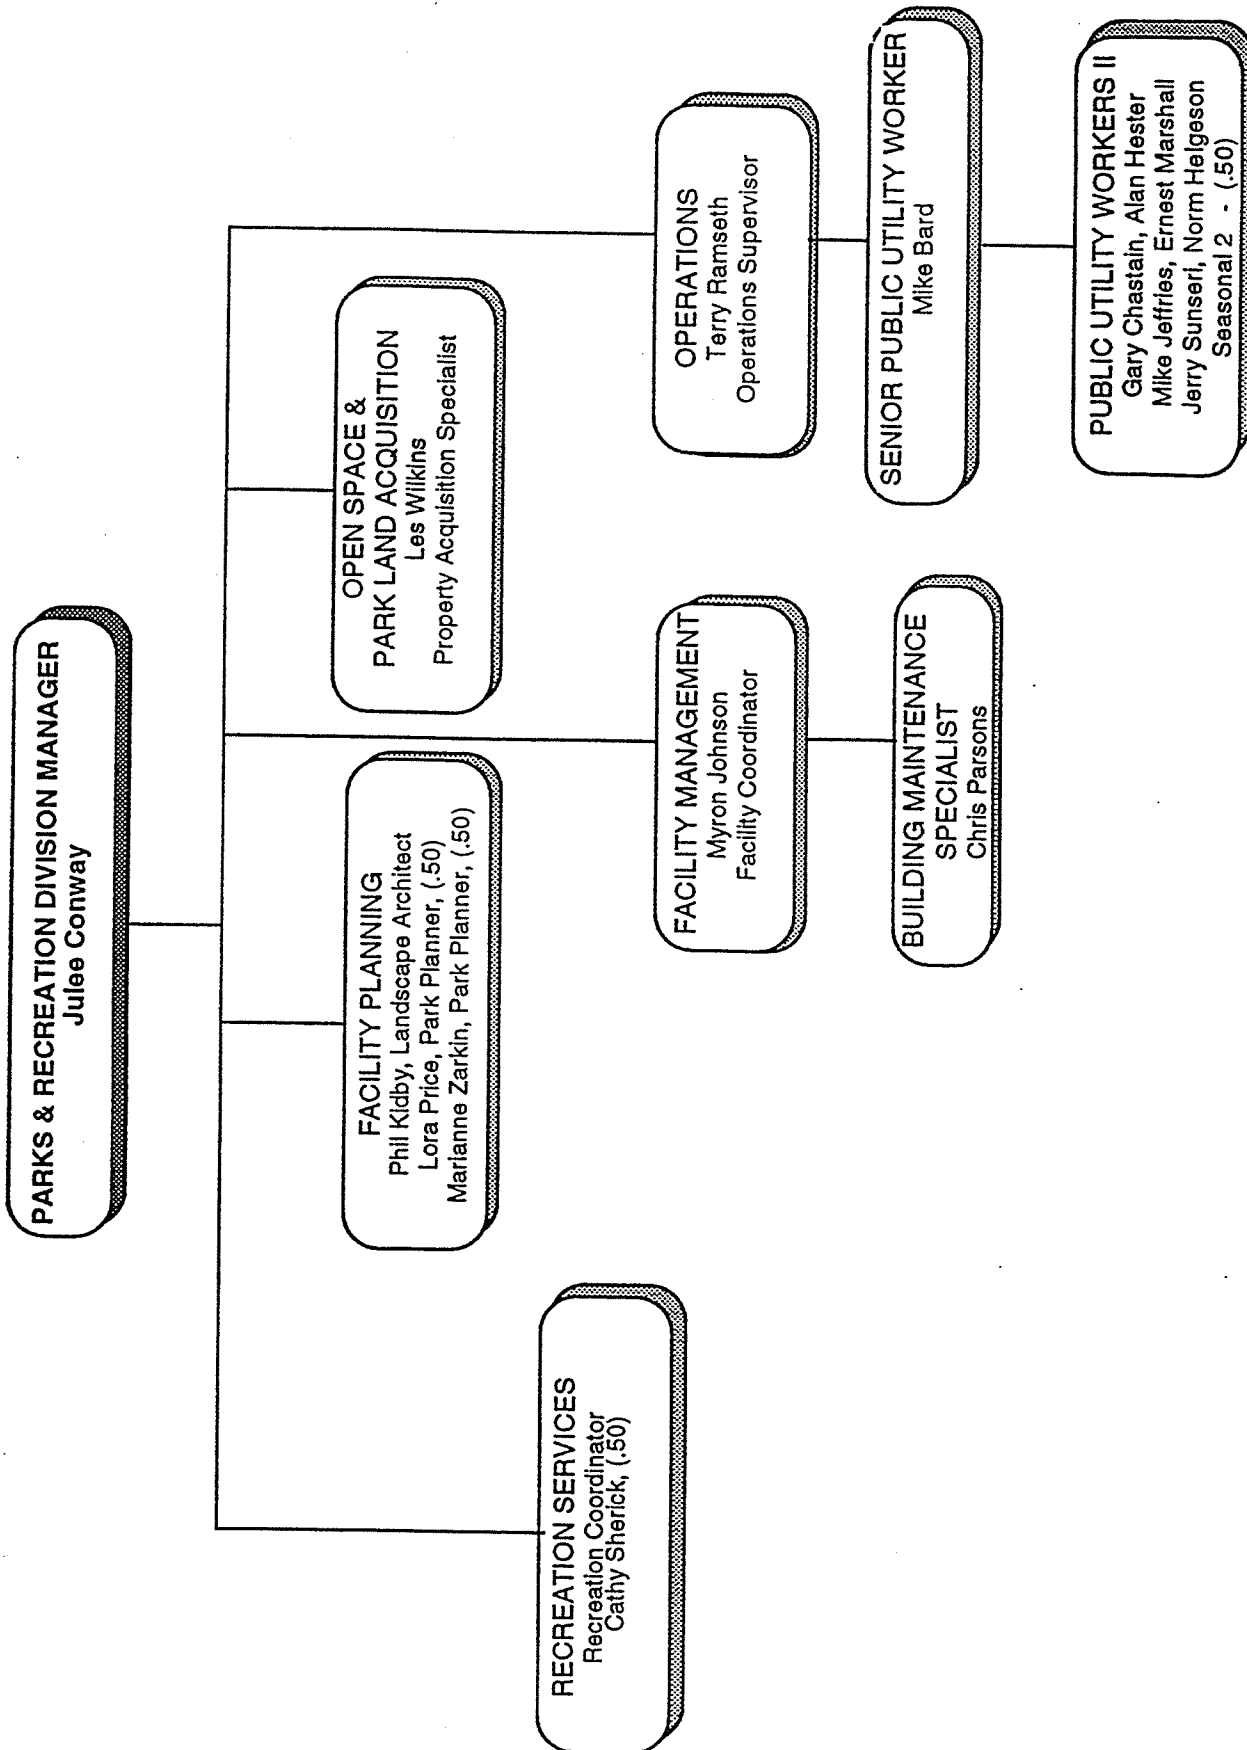 PARKS & RECREATION DIVISION MANAGER
Julee Conway
RECREATION SERVICES
Recreation Coordinator
Cathy Sherick, (.50)
FACILITY PLANNING
Phil Kidby, Landscape Architect
Lora Price, Park Planner, (.50)
Marianne Zarkin, Park Planner, (.50)
FACILITY MANAGEMENT
Myron Johnson
Facility Coordinator
BUILDING MAINTENANCE
SPECIALIST
Chris Parsons
OPEN SPACE &
PARK LAND ACQUISITION
Les Wilkins
Property Acquisition Specialist
OPERATIONS
Terry Ramseth
Operations Supervisor
SENIOR PUBLIC UTILITY WORKER
Mike Bard
PUBLIC UTILITY WORKERS II
Gary Chastain, Alan Hester
Mike Jeffries, Ernest Marshall
Jerry Sunseri, Norm Helgeson
Seasonal 2 - (.50)